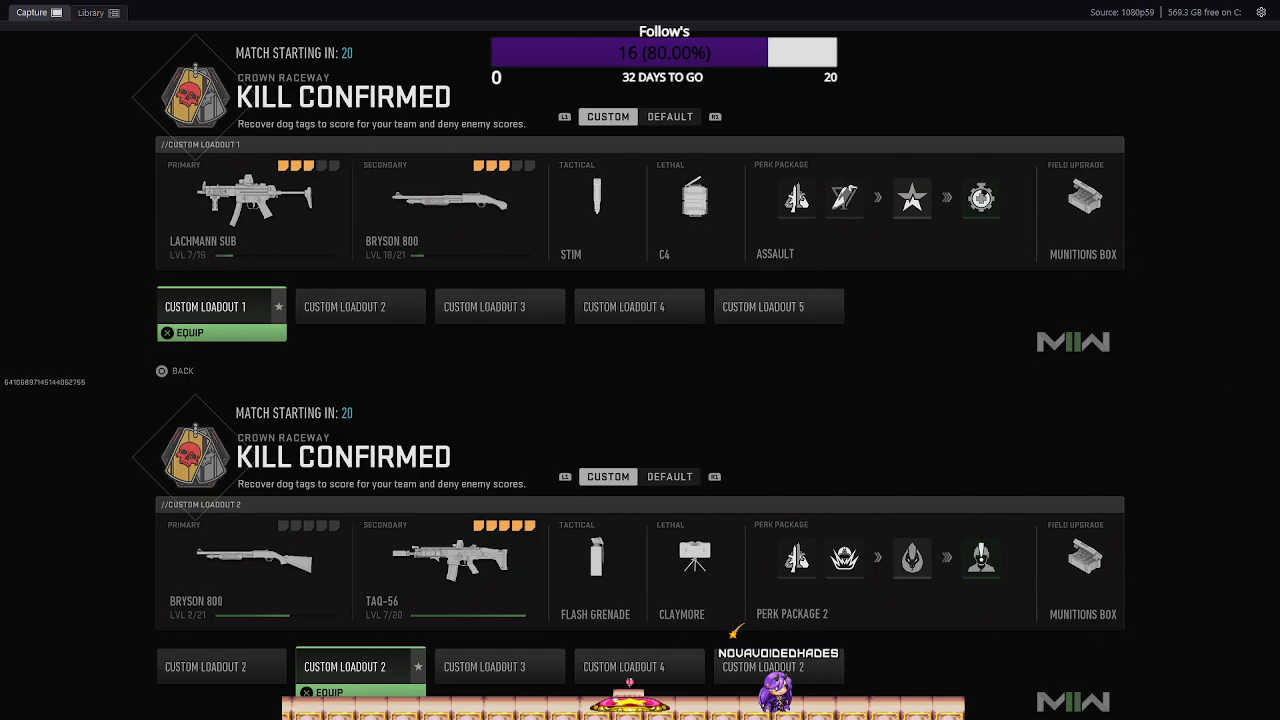 Capture
Library
Source: 1080p59
569.3 GB free on C:
Follow's
16 (80.00%)
0
32 DAYS TO GO
20
MATCH STARTING IN: 20
CROWN RACEWAY
KILL CONFIRMED
Recover dog tags to score for your team and deny enemy scores.
L1 CUSTOM DEFAULT R1
//CUSTOM LOADOUT 1
PRIMARY
SECONDARY
TACTICAL
LETHAL
PERK PACKAGE
FIELD UPGRADE
LACHMANN SUB
LVL 7/19
BRYSON 800
LVL 18/21
STIM
C4
ASSAULT
MUNITIONS BOX
CUSTOM LOADOUT 1
CUSTOM LOADOUT 2
CUSTOM LOADOUT 3
CUSTOM LOADOUT 4
CUSTOM LOADOUT 5
EQUIP
MIIW
BACK
MATCH STARTING IN: 20
CROWN RACEWAY
KILL CONFIRMED
Recover dog tags to score for your team and deny enemy scores.
L1 CUSTOM DEFAULT R1
//CUSTOM LOADOUT 2
PRIMARY
SECONDARY
TACTICAL
LETHAL
PERK PACKAGE
FIELD UPGRADE
BRYSON 800
LVL 2/21
TAQ-56
LVL 7/20
FLASH GRENADE
CLAYMORE
PERK PACKAGE 2
MUNITIONS BOX
NOVAVOIDEDHADES
CUSTOM LOADOUT 2
CUSTOM LOADOUT 2
CUSTOM LOADOUT 3
CUSTOM LOADOUT 4
CUSTOM LOADOUT 2
EQUIP
MIIW